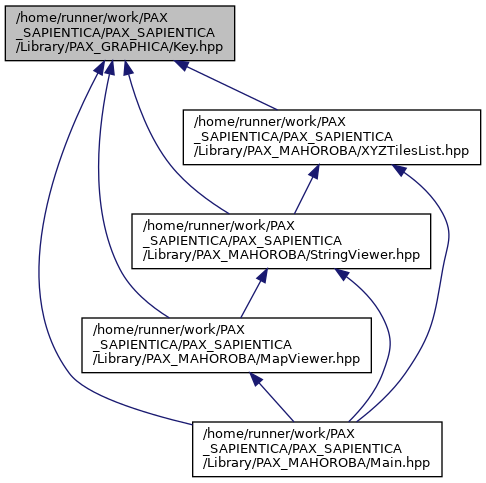 /home/runner/work/PAX
_SAPIENTICA/PAX_SAPIENTICA
/Library/PAX_GRAPHICA/Key.hpp
/home/runner/work/PAX
_SAPIENTICA/PAX_SAPIENTICA
/Library/PAX_MAHOROBA/XYZTilesList.hpp
/home/runner/work/PAX
_SAPIENTICA/PAX_SAPIENTICA
/Library/PAX_MAHOROBA/StringViewer.hpp
/home/runner/work/PAX
_SAPIENTICA/PAX_SAPIENTICA
/Library/PAX_MAHOROBA/MapViewer.hpp
/home/runner/work/PAX
_SAPIENTICA/PAX_SAPIENTICA
/Library/PAX_MAHOROBA/Main.hpp